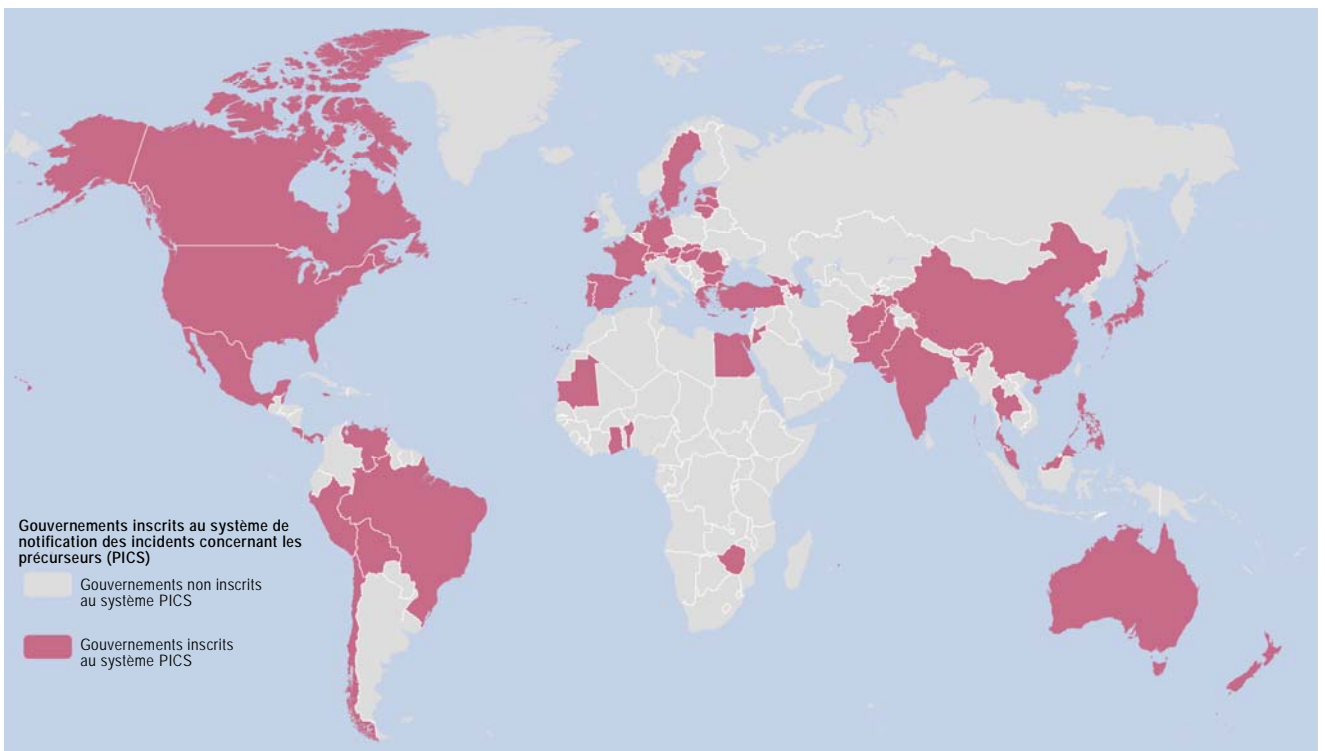 Gouvernements inscrits au système de
notification des incidents concernant les
précurseurs (PICS)
Gouvernements non inscrits
au système PICS
Gouvernements inscrits
au système PICS